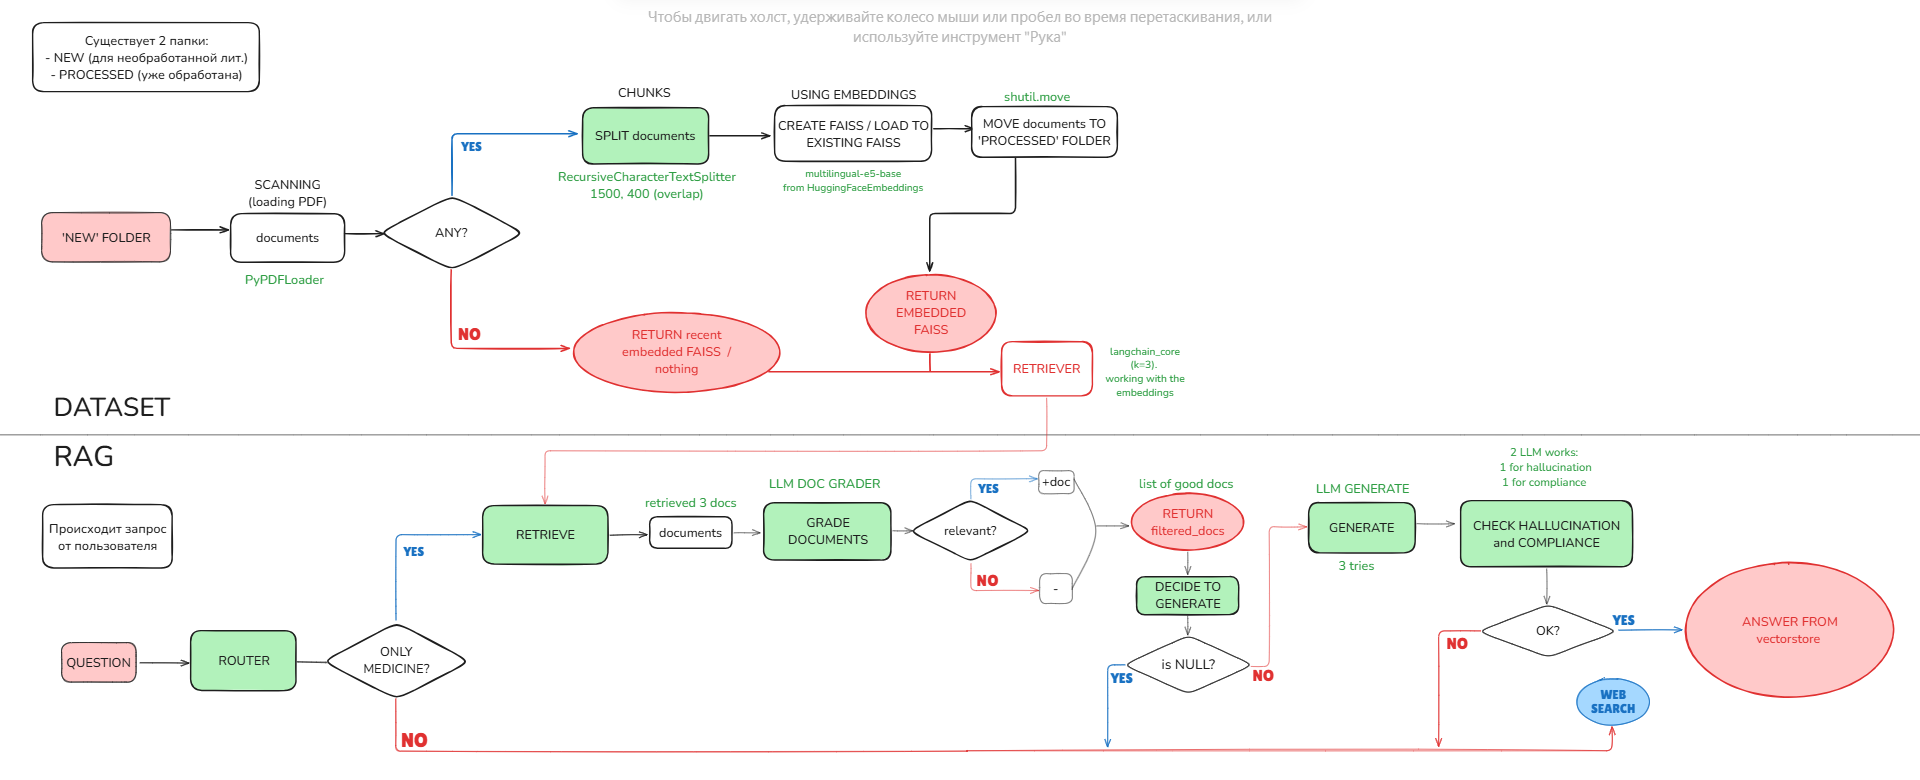 Чтобы двигать холст, удерживайте колесо мыши или пробел во время перетаскивания, или
используйте инструмент "Рука"
Существует 2 папки:
- NEW (для необработанной лит.)
- PROCESSED (уже обработана)
CHUNKS
SPLIT documents
RecursiveCharacterTextSplitter
1500, 400 (overlap)
USING EMBEDDINGS
CREATE FAISS / LOAD TO
EXISTING FAISS
multilingual-e5-base
from HuggingFaceEmbeddings
shutil.move
MOVE documents TO
'PROCESSED' FOLDER
YES
SCANNING
(loading PDF)
'NEW' FOLDER
documents
PyPDFLoader
ANY?
NO
RETURN recent
embedded FAISS /
nothing
RETURN
EMBEDDED
FAISS
RETRIEVER
langchain_core
(k=3).
working with the
embeddings
DATASET
RAG
Происходит запрос
от пользователя
QUESTION
ROUTER
ONLY
MEDICINE?
YES
NO
RETRIEVE
retrieved 3 docs
documents
LLM DOC GRADER
GRADE
DOCUMENTS
relevant?
YES
+doc
NO
-
list of good docs
RETURN
filtered_docs
DECIDE TO
GENERATE
is NULL?
YES
NO
LLM GENERATE
GENERATE
3 tries
2 LLM works:
1 for hallucination
1 for compliance
CHECK HALLUCINATION
and COMPLIANCE
OK?
YES
NO
ANSWER FROM
vectorstore
WEB
SEARCH